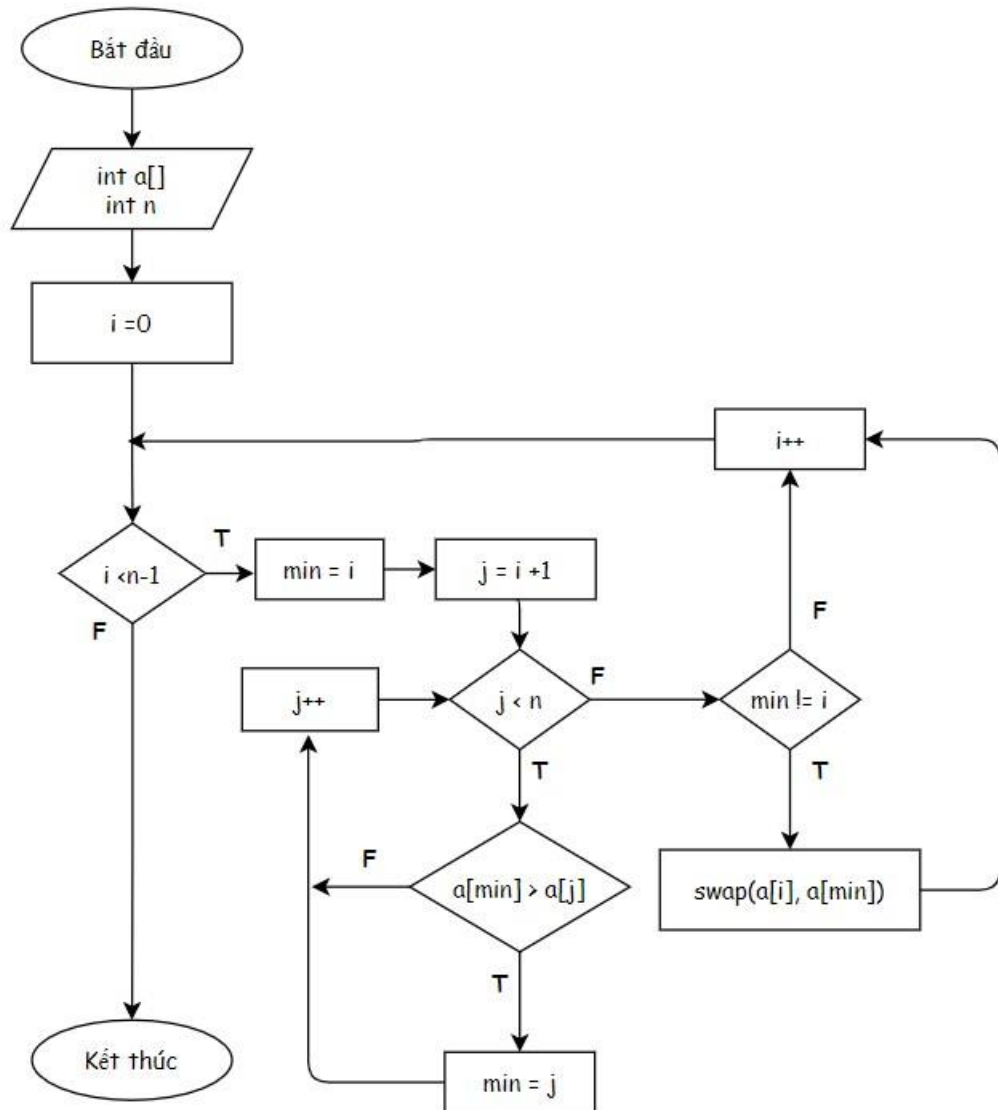 Bắt đầu
int a[]
int n
i =0
i++
i <n-1
T
min = i
j = i +1
F
j++
j < n
F
min != i
F
T
T
a[min] > a[j]
F
swap(a[i], a[min])
T
min = j
Kết thúc